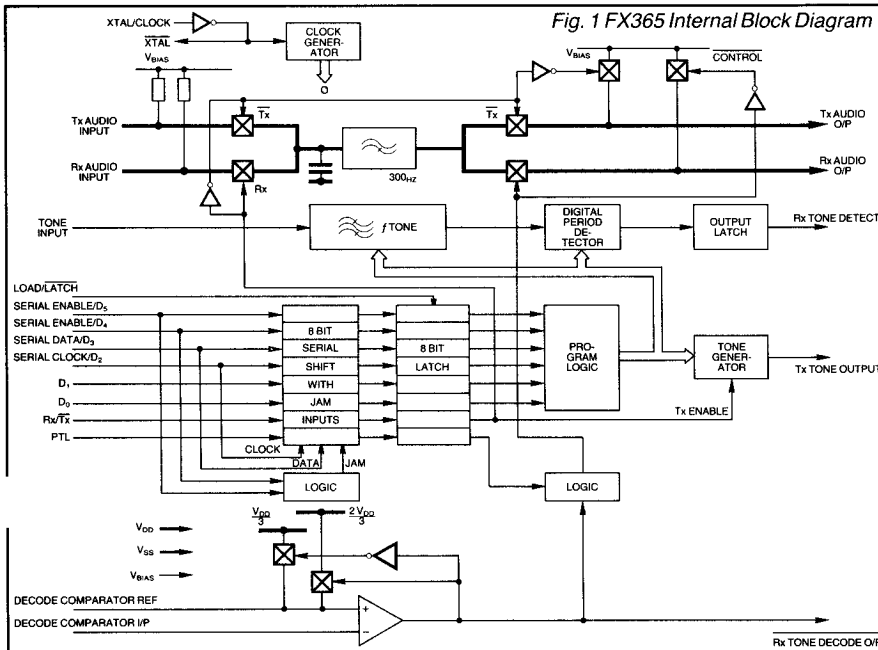 Fig. 1 FX365 Internal Block Diagram
XTAL/CLOCK
XTAL
VBIAS
CLOCK
GENER-
ATOR
Ø
VBIAS
CONTROL
Tx AUDIO
INPUT
Tx
Tx
Tx AUDIO
O/P
Rx AUDIO
INPUT
Rx
300HZ
Rx AUDIO
O/P
TONE
INPUT
f TONE
DIGITAL
PERIOD
DE-
TECTOR
OUTPUT
LATCH
Rx TONE DETECT
LOAD/LATCH
SERIAL ENABLE/D5
SERIAL ENABLE/D4
SERIAL DATA/D3
SERIAL CLOCK/D2
D1
D0
Rx/Tx
PTL
8 BIT
SERIAL
SHIFT
WITH
JAM
INPUTS
8 BIT
LATCH
PRO-
GRAM
LOGIC
TONE
GENER-
ATOR
Tx TONE OUTPUT
Tx ENABLE
CLOCK
DATA
JAM
LOGIC
LOGIC
VDD
VSS
VBIAS
VDD
3
2 VDD
3
DECODE COMPARATOR REF
DECODE COMPARATOR I/P
+
−
Rx TONE DECODE O/P